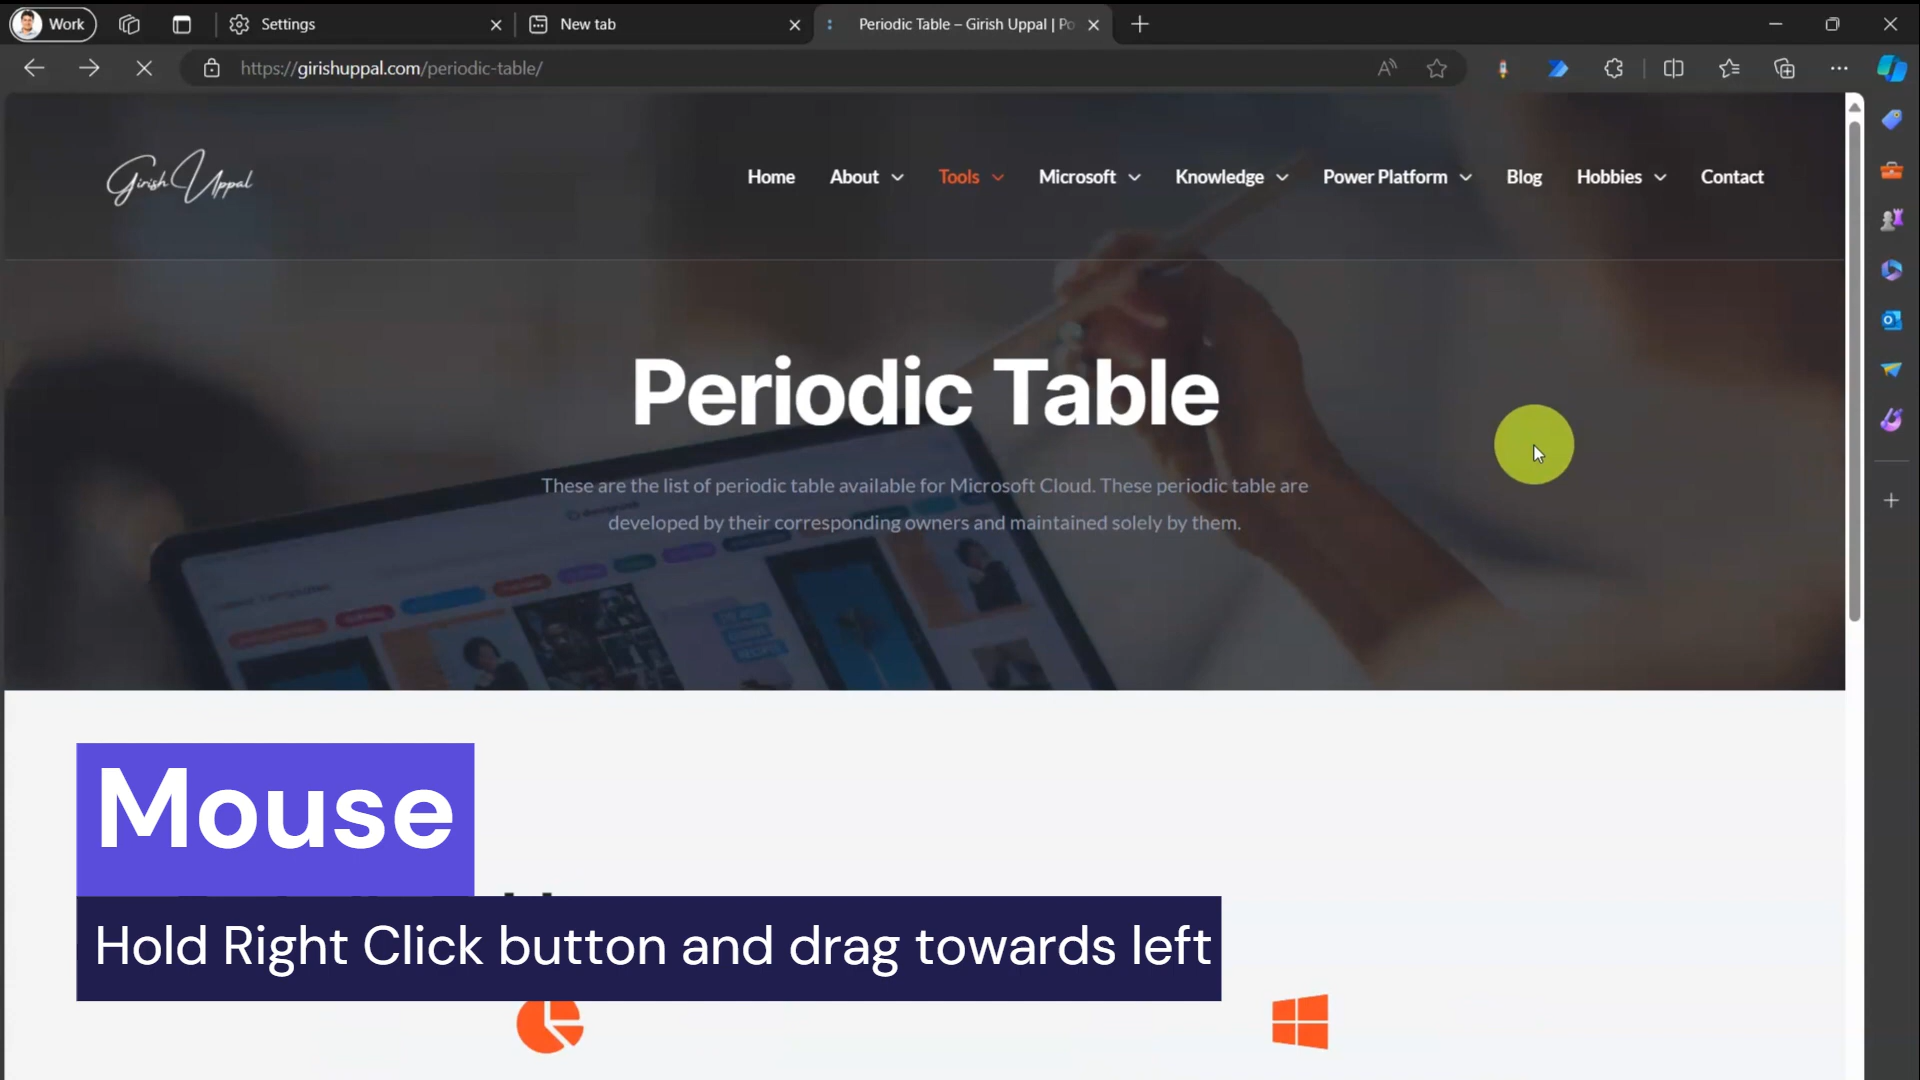 Work
Settings
New tab
Periodic Table – Girish Uppal | Po
https://girishuppal.com/periodic-table/
Girish Uppal
Home
About
Tools
Microsoft
Knowledge
Power Platform
Blog
Hobbies
Contact
Periodic Table
These are the list of periodic table available for Microsoft Cloud. These periodic table are
developed by their corresponding owners and maintained solely by them.
Mouse
Hold Right Click button and drag towards left